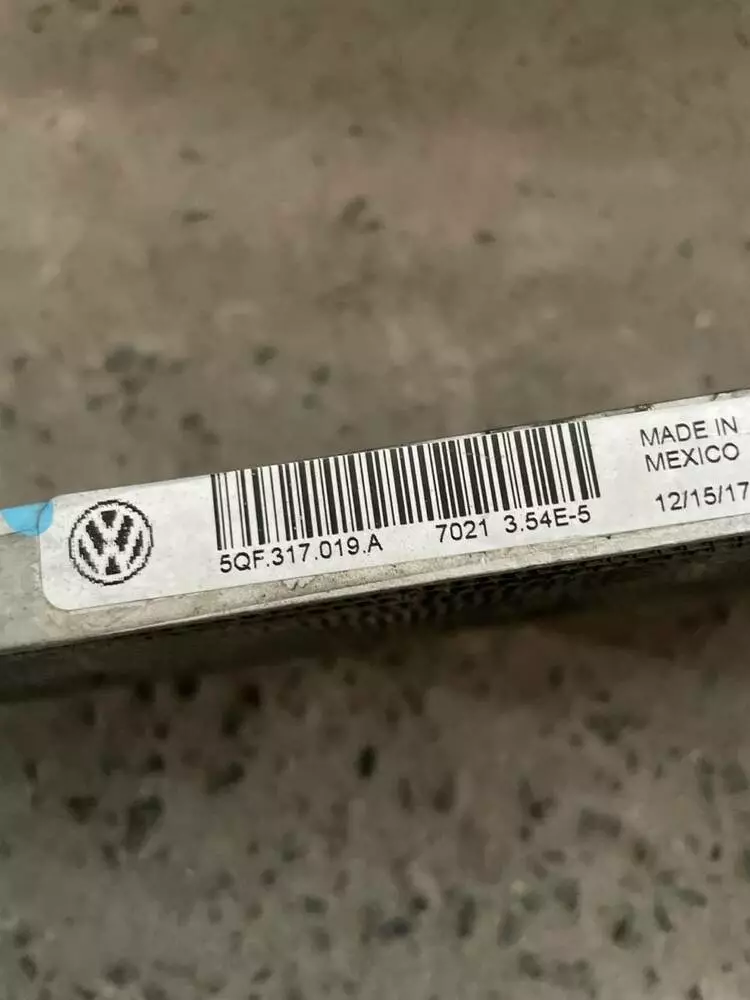 5QF.317.019.A 7021 3.54E-5
MADE IN
MEXICO
12/15/17